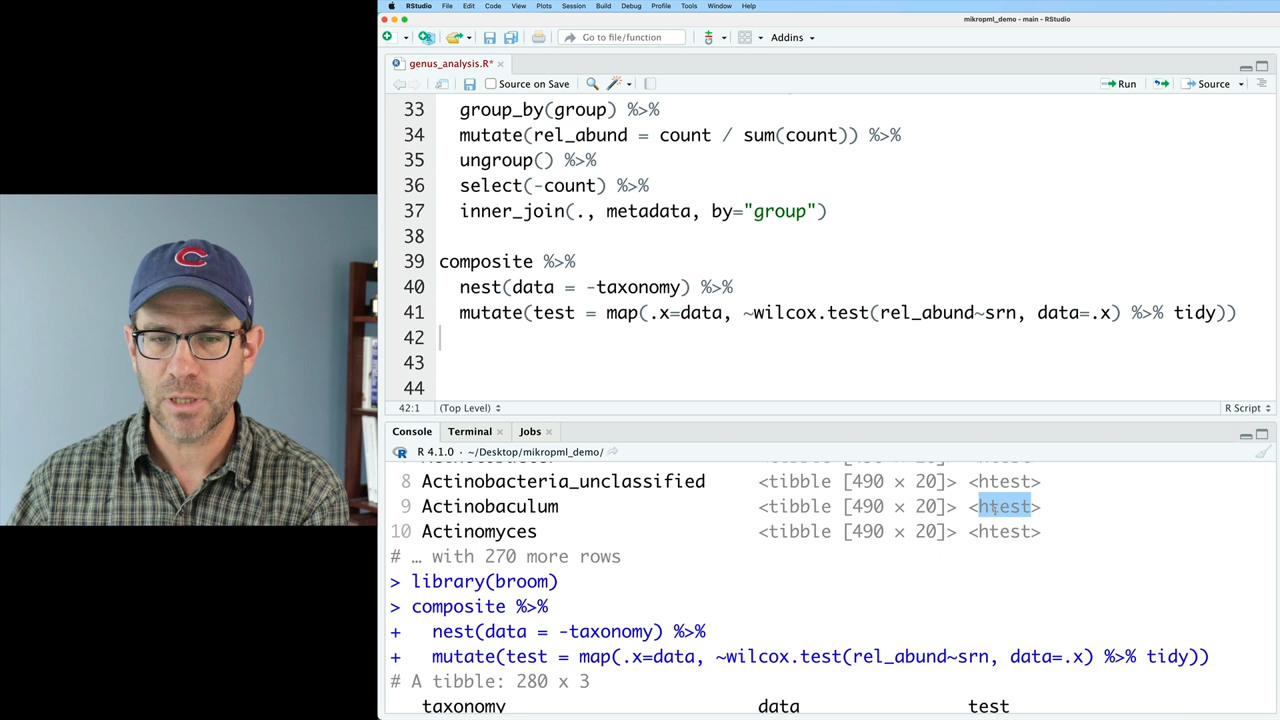 RStudio File Edit Code View Plots Session Build Debug Profile Tools Window Help
mikropml_demo - main - RStudio
Go to file/function Addins
genus_analysis.R*
Source on Save Run Source
33 group_by(group) %>%
34 mutate(rel_abund = count / sum(count)) %>%
35 ungroup() %>%
36 select(-count) %>%
37 inner_join(., metadata, by="group")
38
39 composite %>%
40 nest(data = -taxonomy) %>%
41 mutate(test = map(.x=data, ~wilcox.test(rel_abund~srn, data=.x) %>% tidy))
42
43
44
42:1 (Top Level) R Script
Console Terminal Jobs
R 4.1.0 · ~/Desktop/mikropml_demo/
8 Actinobacteria_unclassified <tibble [490 × 20]> <htest>
9 Actinobaculum <tibble [490 × 20]> <htest>
10 Actinomyces <tibble [490 × 20]> <htest>
# … with 270 more rows
> library(broom)
> composite %>%
+ nest(data = -taxonomy) %>%
+ mutate(test = map(.x=data, ~wilcox.test(rel_abund~srn, data=.x) %>% tidy))
# A tibble: 280 x 3
taxonomy data test
C